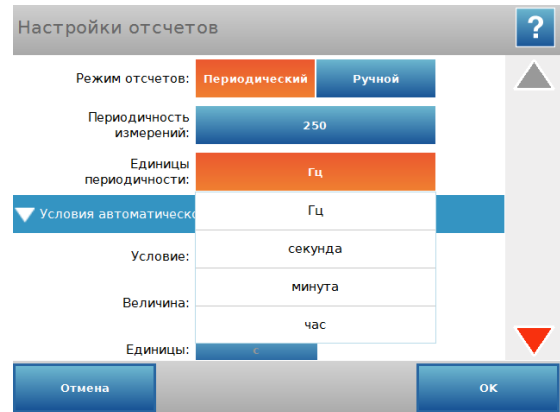 Настройки отсчетов
?
Режим отсчетов: Периодический Ручной
Периодичность
измерений: 250
Единицы
периодичности: Гц
Условия автоматическо
Гц
Условие: секунда
минута
Величина:
час
Единицы: с
Отмена OK